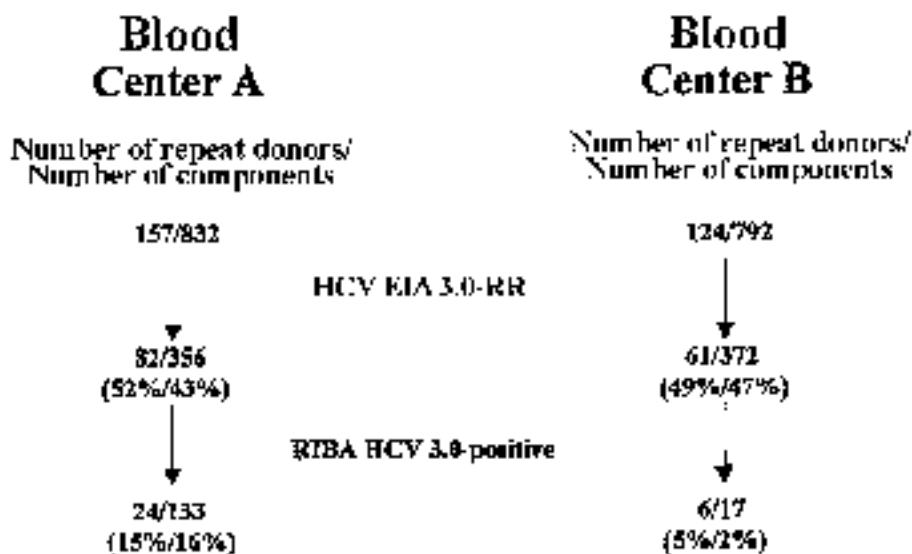 Blood
Center A
Number of repeat donors/
Number of components
157/832
Blood
Center B
Number of repeat donors/
Number of components
124/792
HCV EIA 3.0-RR
82/356
(52%/43%)
61/372
(49%/47%)
RIBA HCV 3.0-positive
24/133
(15%/16%)
6/17
(5%/2%)